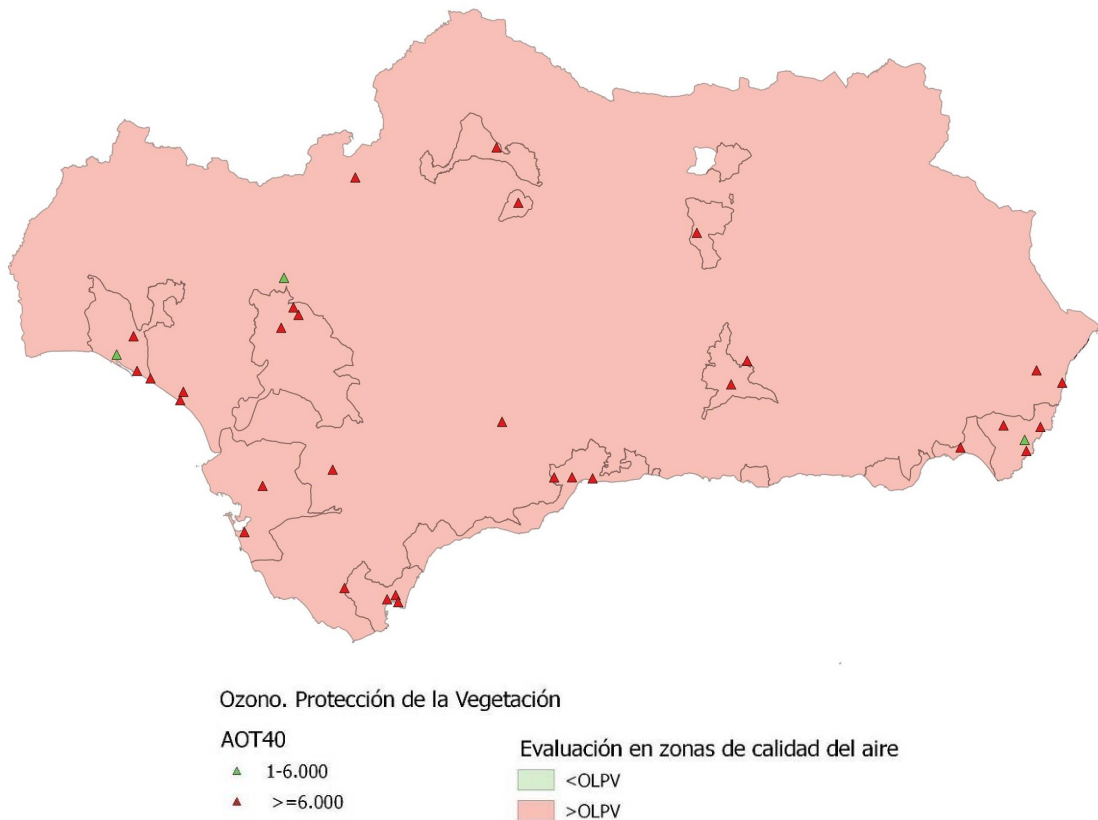 Ozono. Protección de la Vegetación
AOT40
1-6.000
>=6.000
Evaluación en zonas de calidad del aire
<OLPV
>OLPV